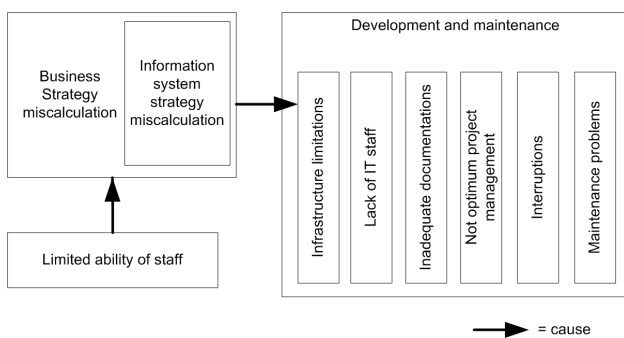 Business
Strategy
miscalculation
Information
system
strategy
miscalculation
Limited ability of staff
Development and maintenance
Infrastructure limitations
Lack of IT staff
Inadequate documentations
Not optimum project
management
Interruptions
Maintenance problems
= cause